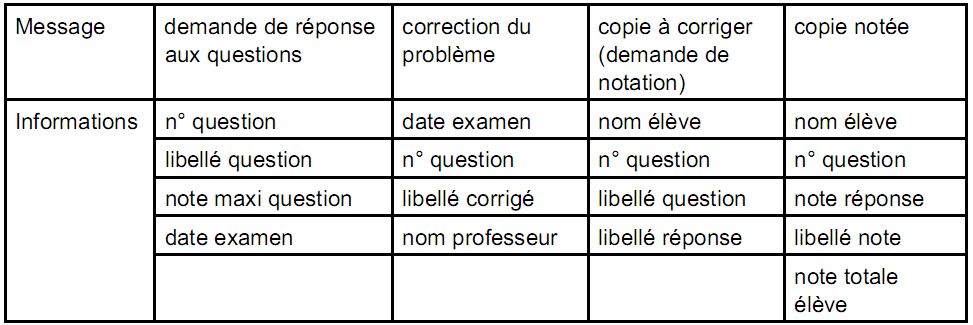 Message demande de réponse aux questions correction du problème copie à corriger (demande de notation) copie notée
Informations n° question date examen nom élève nom élève
libellé question n° question n° question n° question
note maxi question libellé corrigé libellé question note réponse
date examen nom professeur libellé réponse libellé note
note totale élève